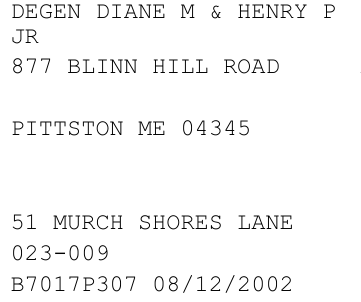 DEGEN DIANE M & HENRY P
JR
877 BLINN HILL ROAD
PITTSTON ME 04345
51 MURCH SHORES LANE
023-009
B7017P307 08/12/2002